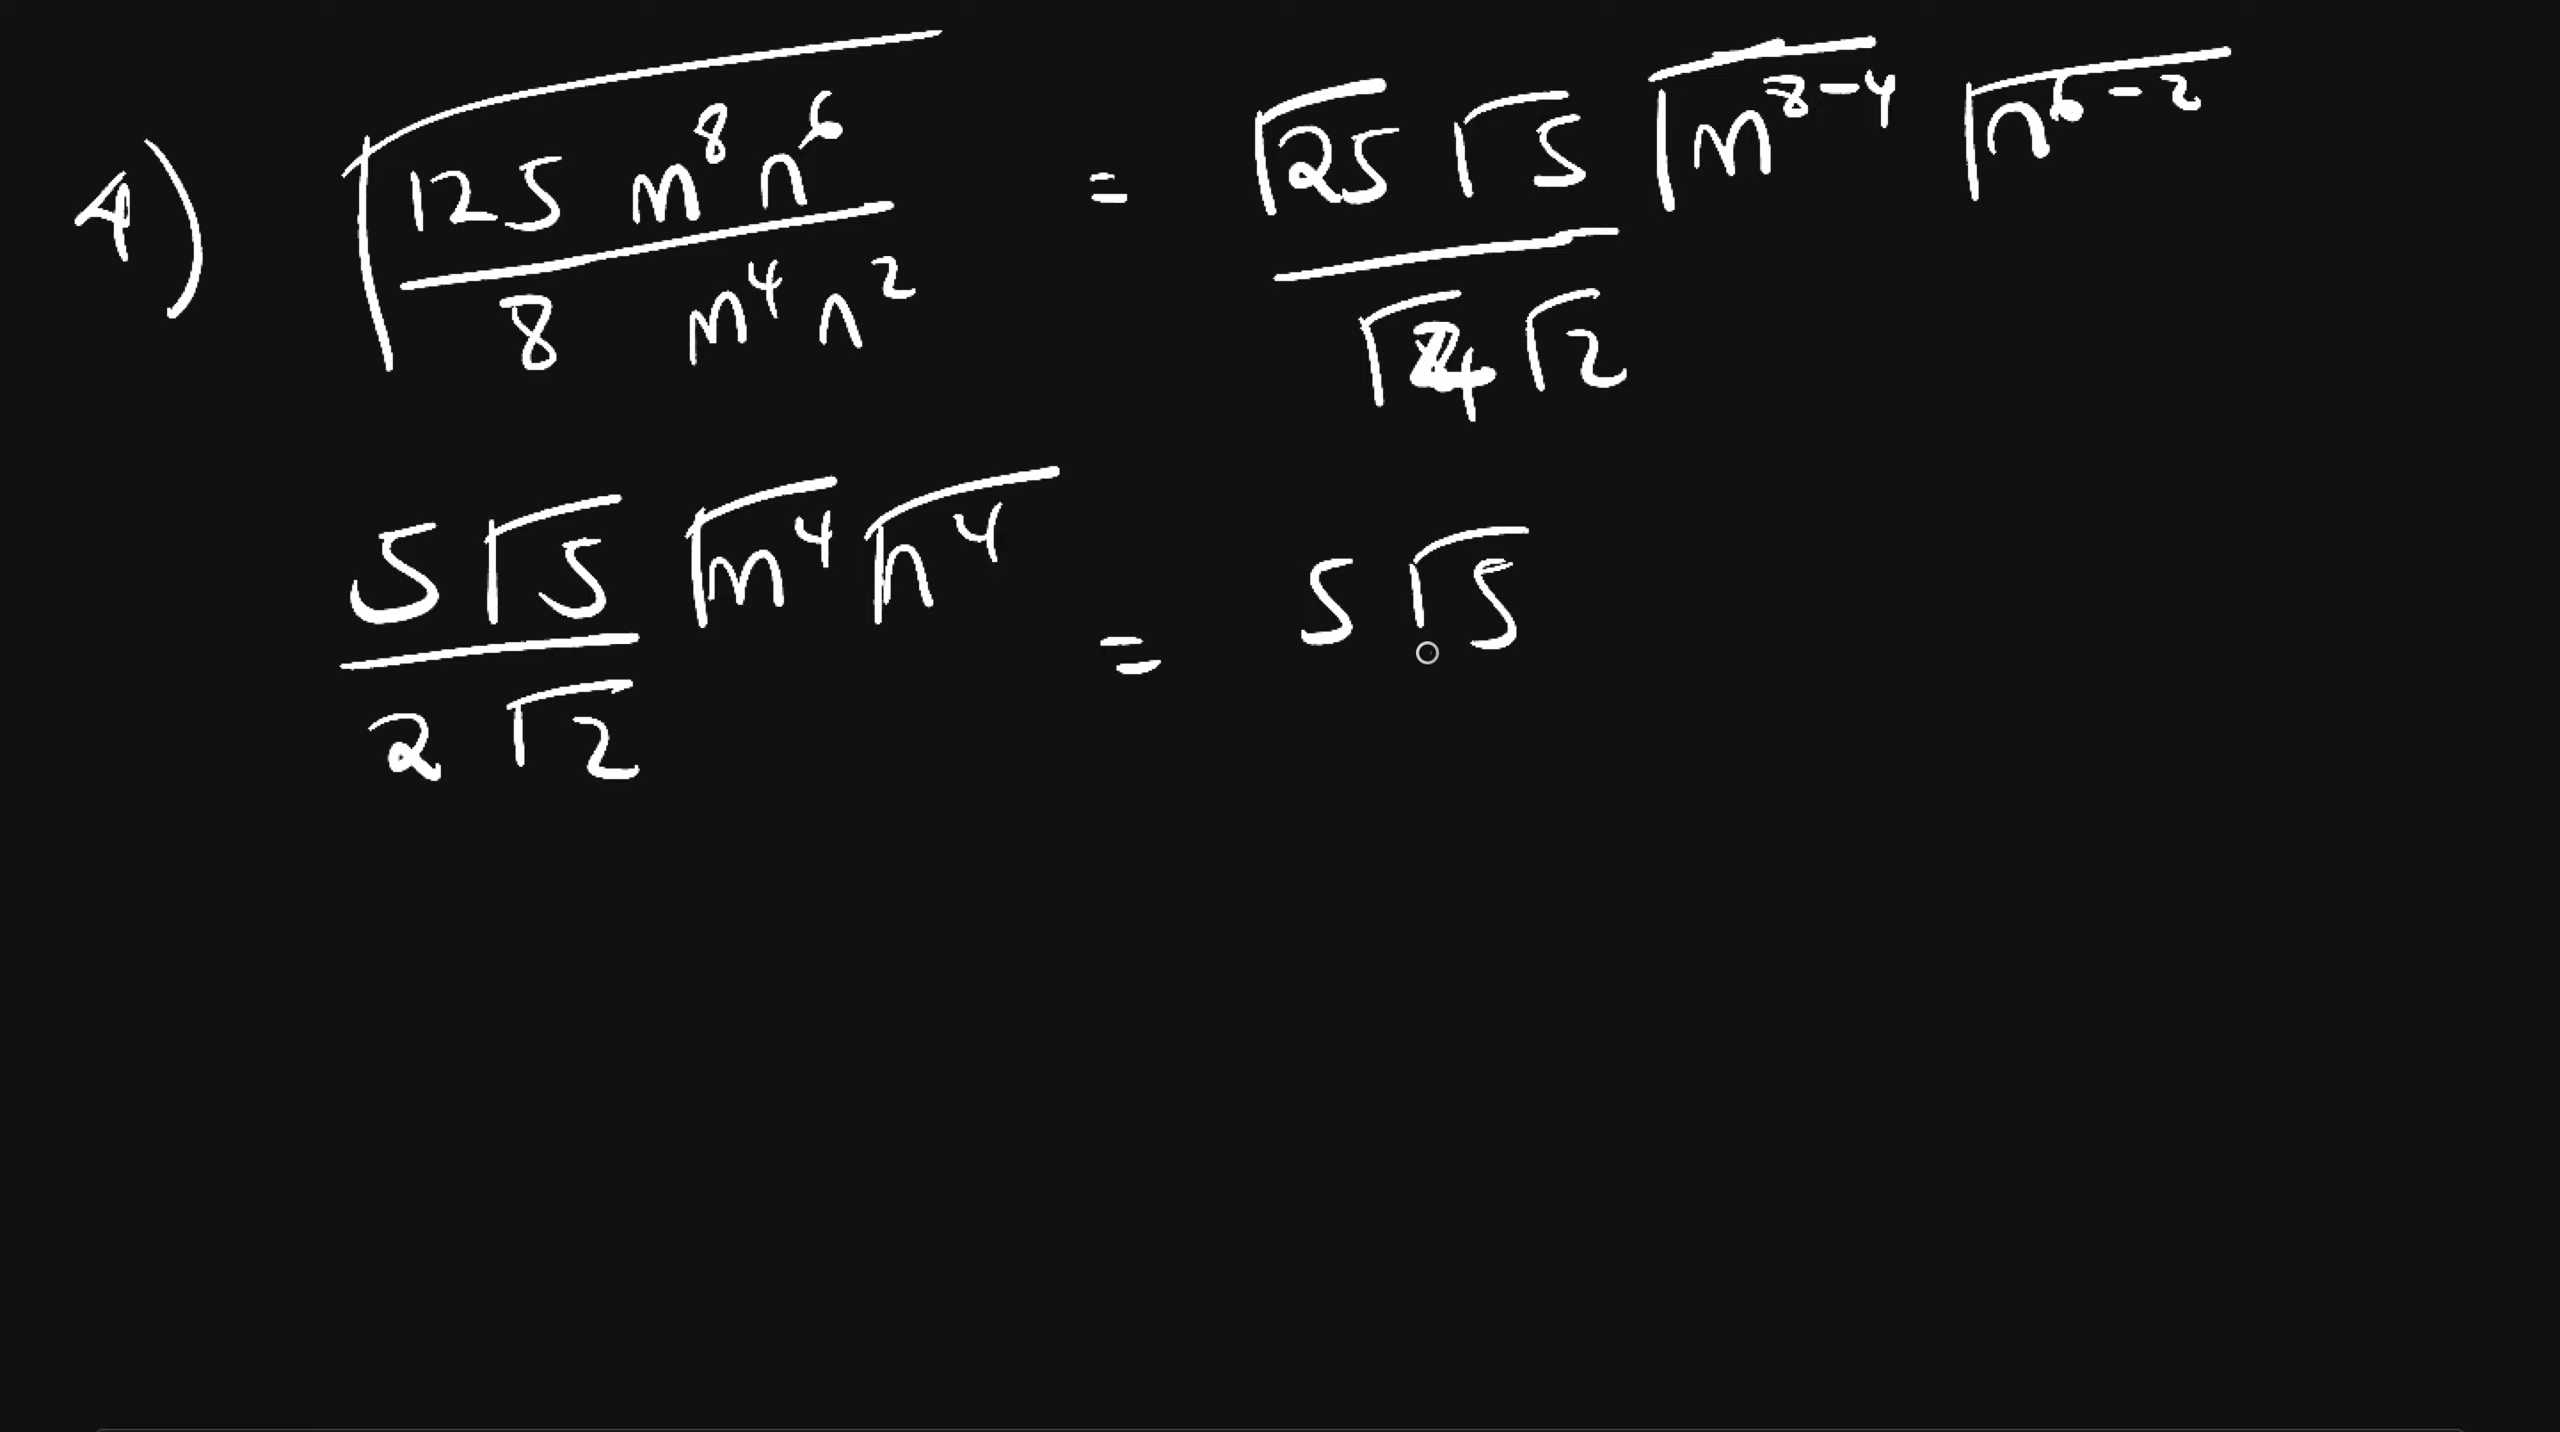 4) √(125 m⁸ n⁶ / 8 m⁴ n²) = (√25 √5 / √4 √2) √(m⁸⁻⁴) √(n⁶⁻²)
(5 √5 / 2 √2) √(m⁴) √(n⁴) = 5 √5